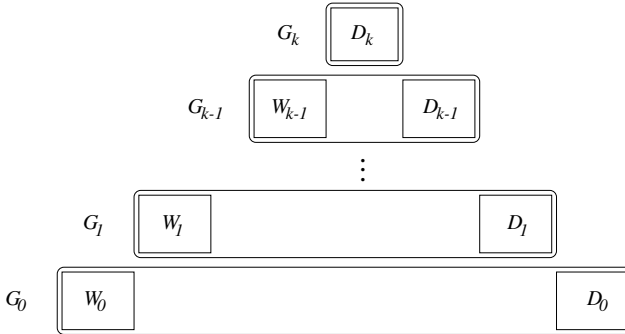 G_k D_k
G_{k-1} W_{k-1} D_{k-1}
⋮
G_1 W_1 D_1
G_0 W_0 D_0